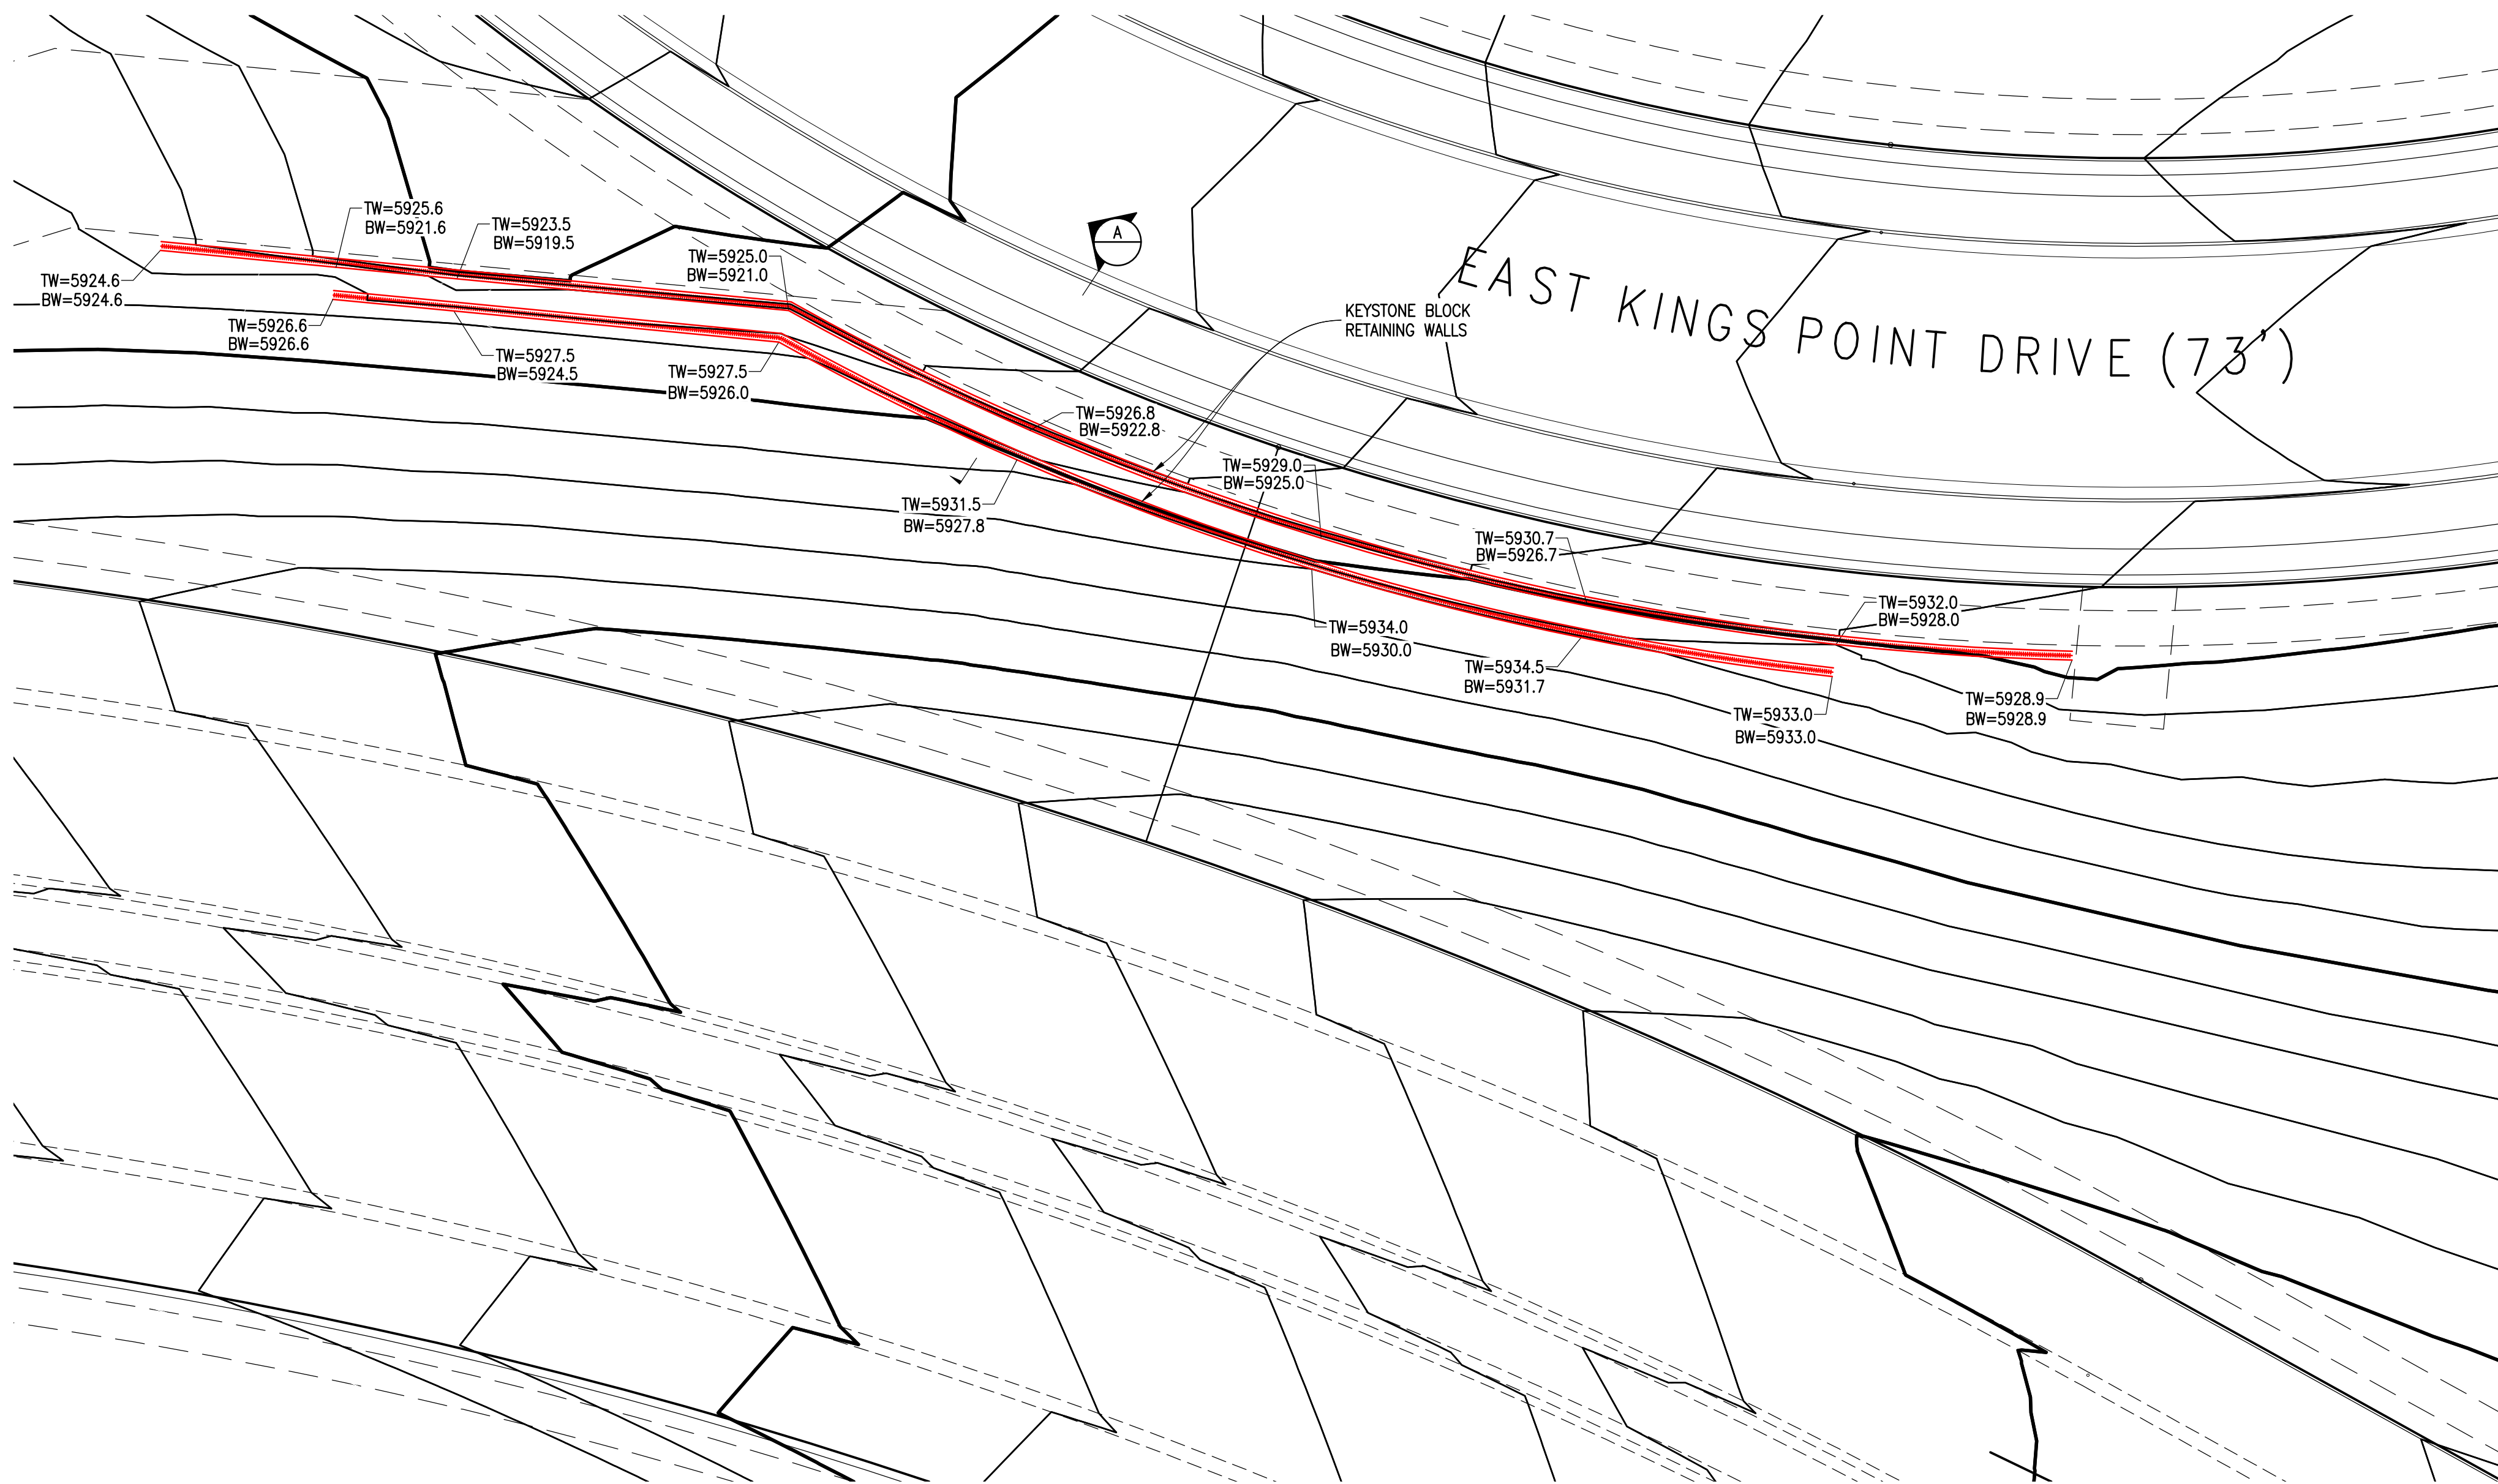 TW=5925.6
BW=5921.6
TW=5923.5
BW=5919.5
A
TW=5925.0
BW=5921.0
TW=5924.6
BW=5924.6
EAST KINGS POINT DRIVE (73')
KEYSTONE BLOCK
RETAINING WALLS
TW=5926.6
BW=5926.6
TW=5927.5
BW=5924.5
TW=5927.5
BW=5926.0
TW=5926.8
BW=5922.8
TW=5929.0
BW=5925.0
TW=5931.5
BW=5927.8
TW=5930.7
BW=5926.7
TW=5932.0
BW=5928.0
TW=5934.0
BW=5930.0
TW=5934.5
BW=5931.7
TW=5928.9
BW=5928.9
TW=5933.0
BW=5933.0